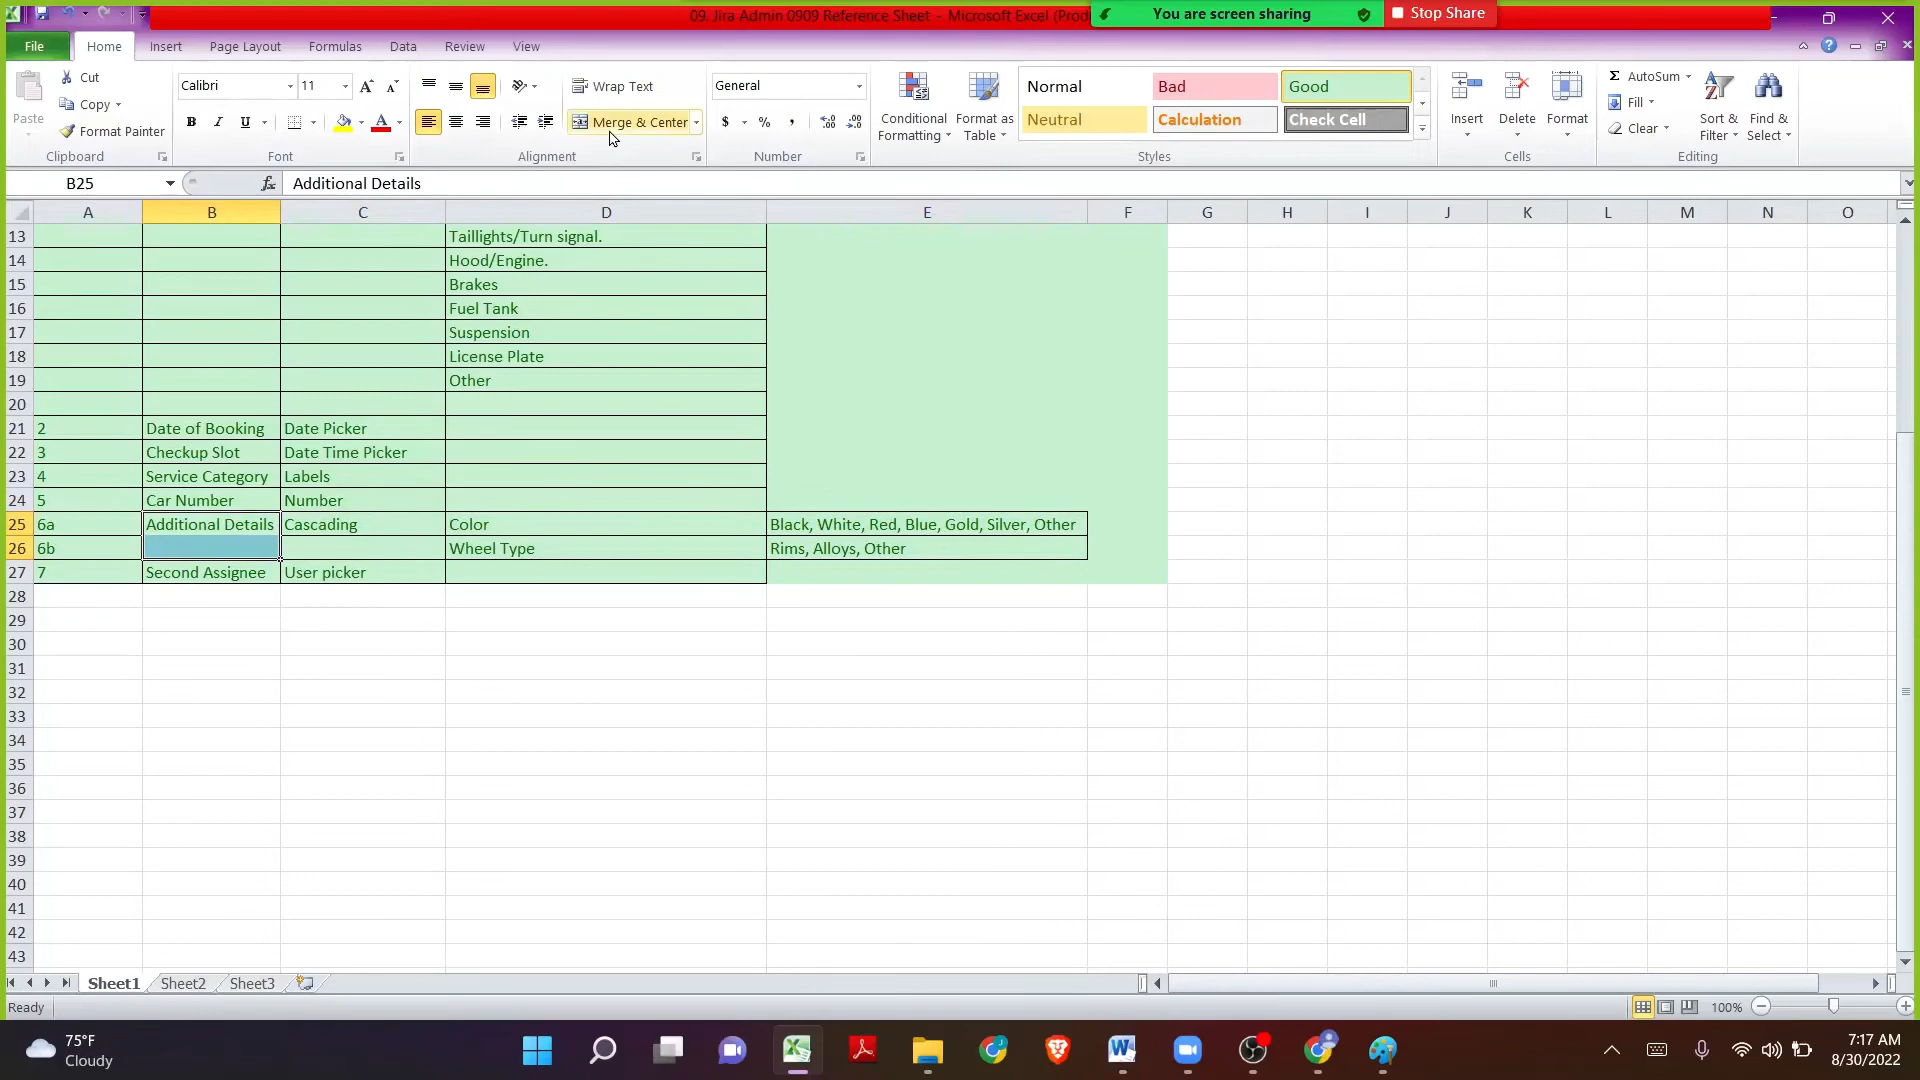 09. Jira Admin 0909 Reference Sheet - Microsoft Excel (Prod
You are screen sharing
Stop Share
File Home Insert Page Layout Formulas Data Review View
Cut
Copy
Format Painter
Paste
Clipboard
Calibri 11
B I U
Font
Wrap Text
Merge & Center
Alignment
General
$ % ,
Number
Conditional Formatting
Format as Table
Normal Bad Good
Neutral Calculation Check Cell
Styles
Insert Delete Format
Cells
Σ AutoSum
Fill
Clear
Sort & Filter
Find & Select
Editing
B25 fx Additional Details
A B C D E F G H I J K L M N O
13 Taillights/Turn signal.
14 Hood/Engine.
15 Brakes
16 Fuel Tank
17 Suspension
18 License Plate
19 Other
20
21 2 Date of Booking Date Picker
22 3 Checkup Slot Date Time Picker
23 4 Service Category Labels
24 5 Car Number Number
25 6a Additional Details Cascading Color Black, White, Red, Blue, Gold, Silver, Other
26 6b Wheel Type Rims, Alloys, Other
27 7 Second Assignee User picker
28
29
30
31
32
33
34
35
36
37
38
39
40
41
42
43
Sheet1 Sheet2 Sheet3
Ready
100%
75°F
Cloudy
7:17 AM
8/30/2022